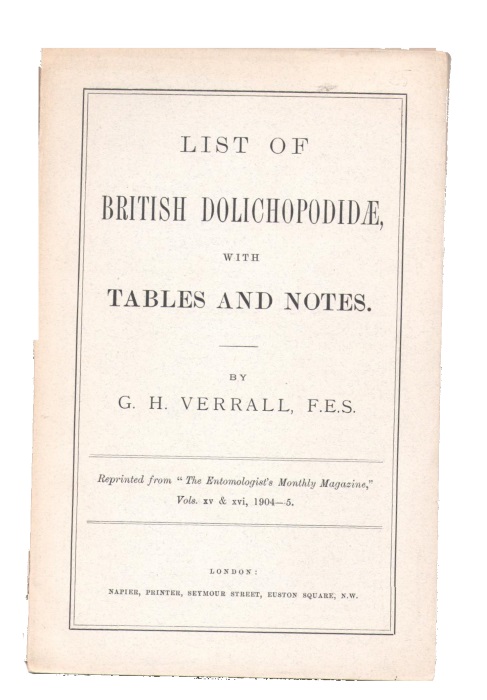 LIST OF
BRITISH DOLICHOPODIDÆ,
WITH
TABLES AND NOTES.
BY
G. H. VERRALL, F.E.S.
Reprinted from “ The Entomologist's Monthly Magazine,”
Vols. xv & xvi, 1904—5.
LONDON:
NAPIER, PRINTER, SEYMOUR STREET, EUSTON SQUARE, N.W.